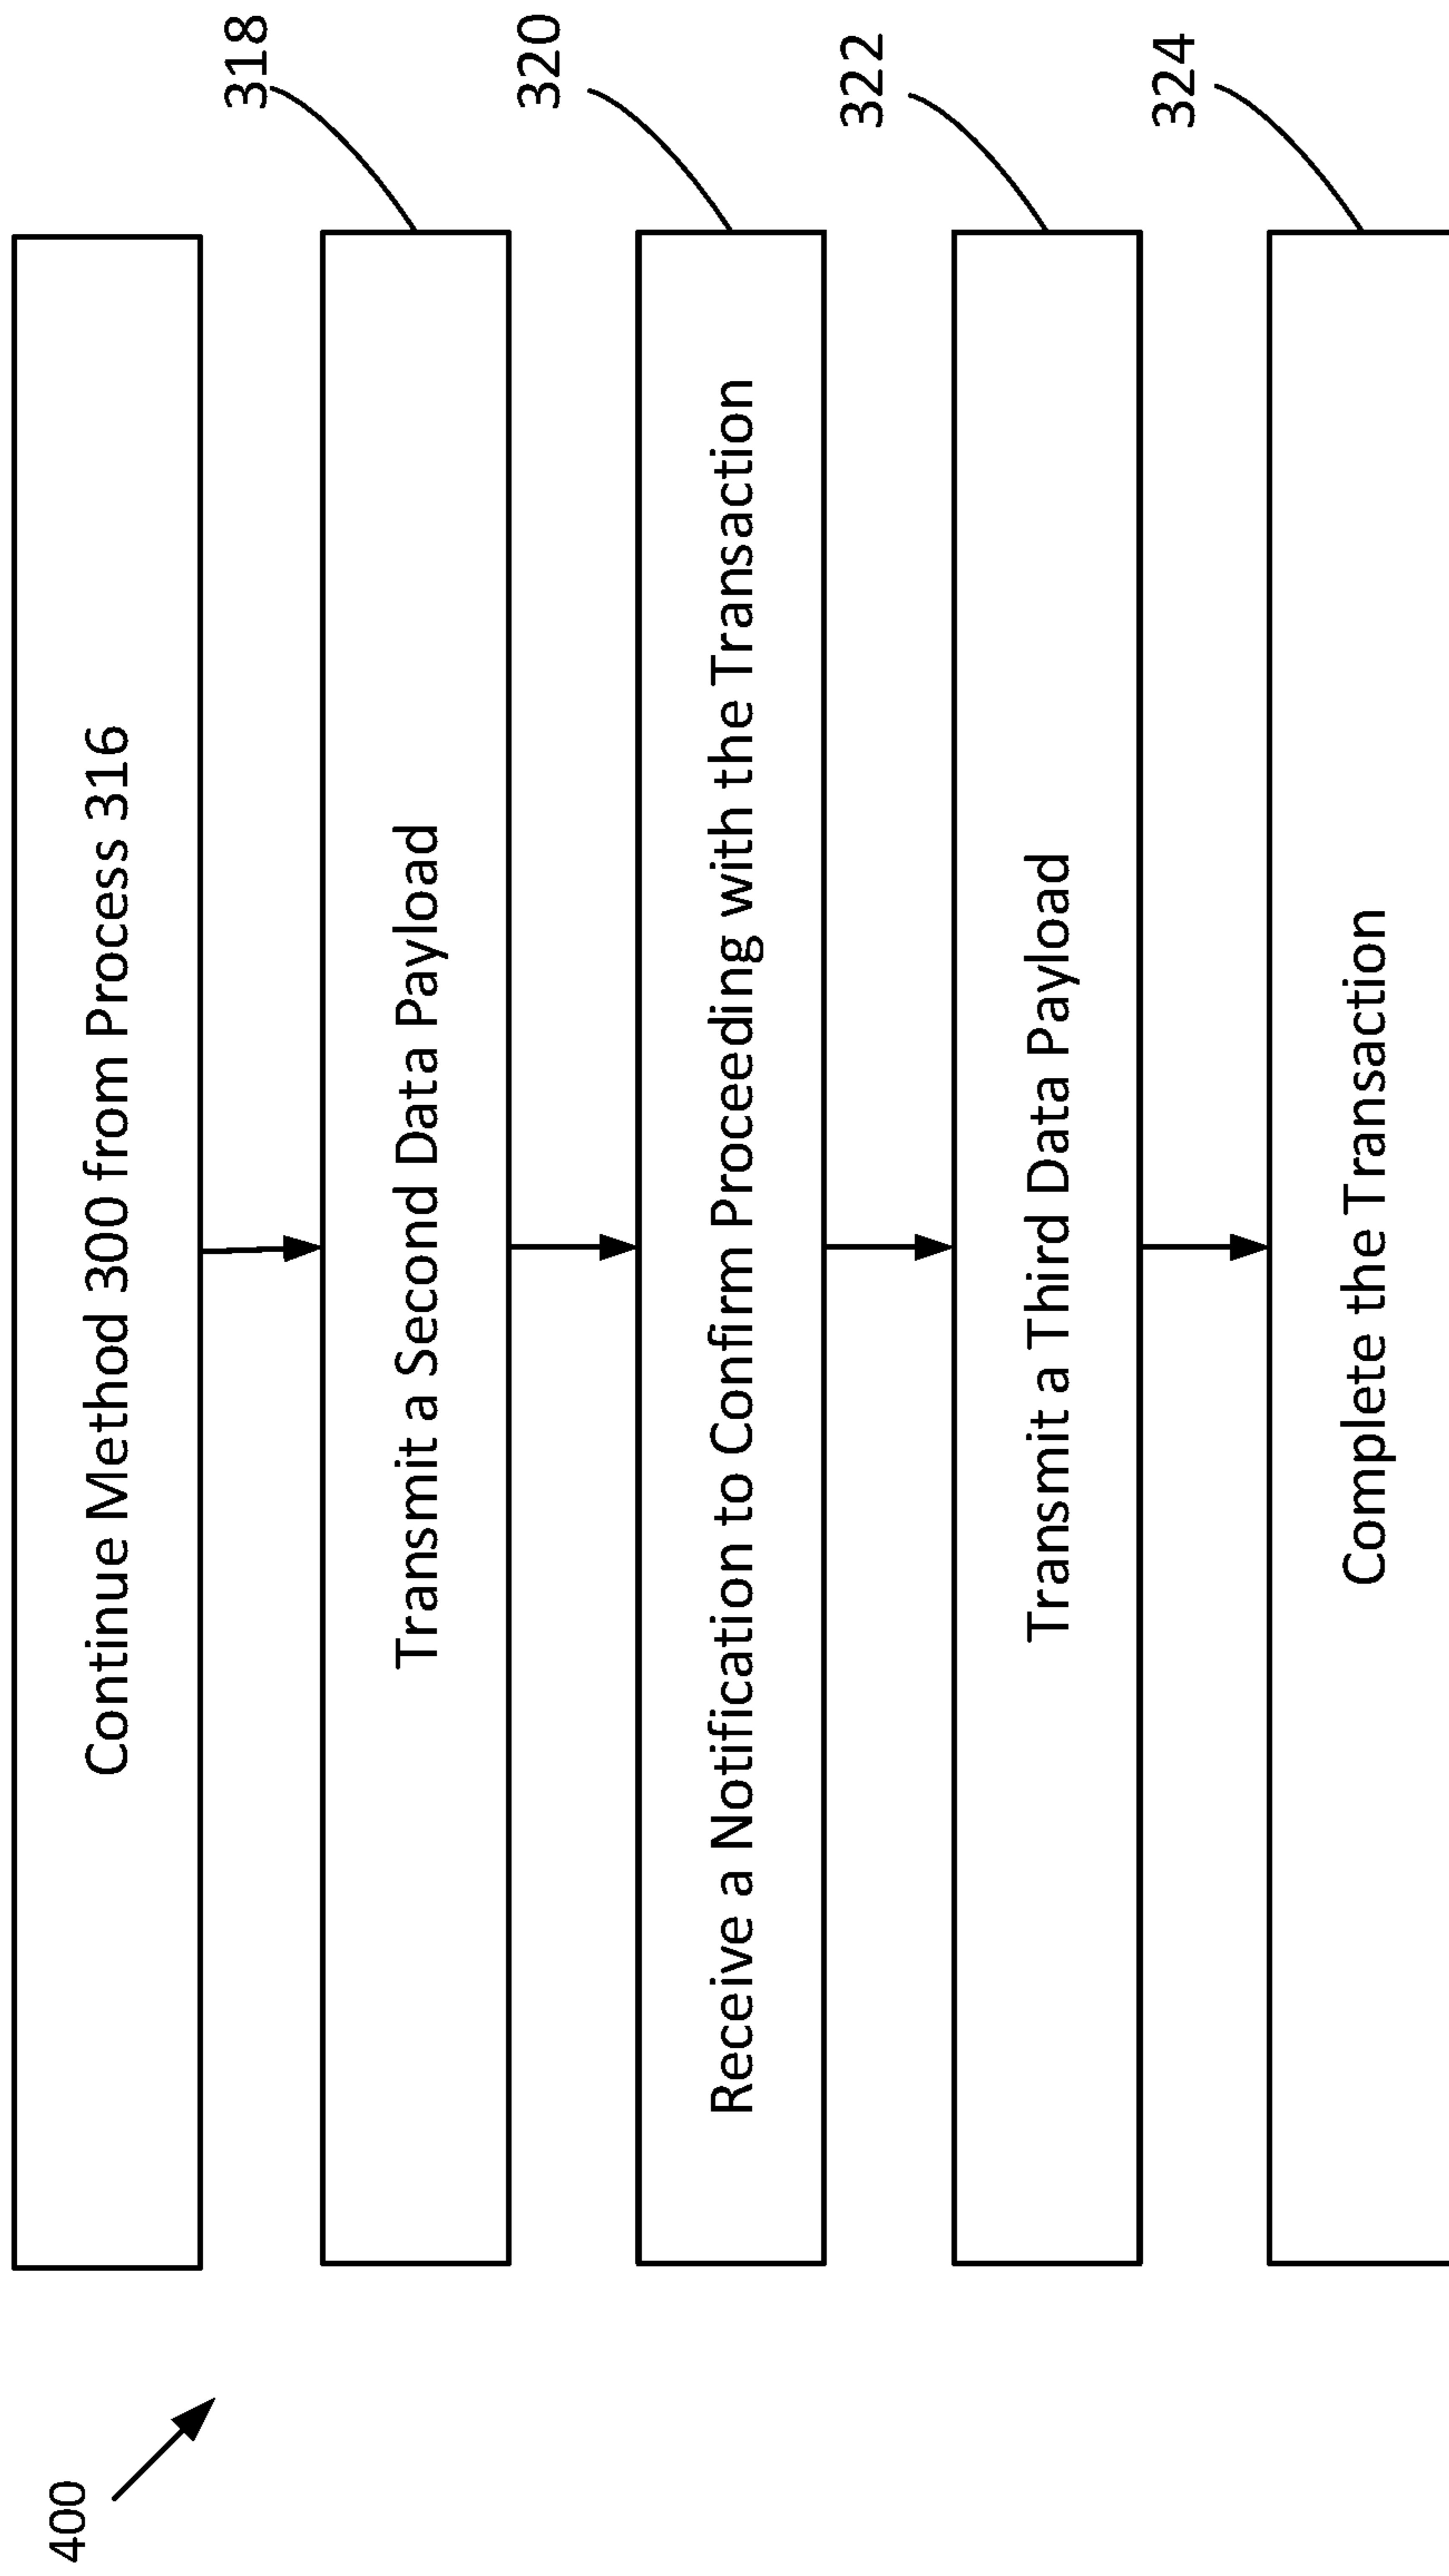 400
Continue Method 300 from Process 316
318
Transmit a Second Data Payload
320
Receive a Notification to Confirm Proceeding with the Transaction
322
Transmit a Third Data Payload
324
Complete the Transaction